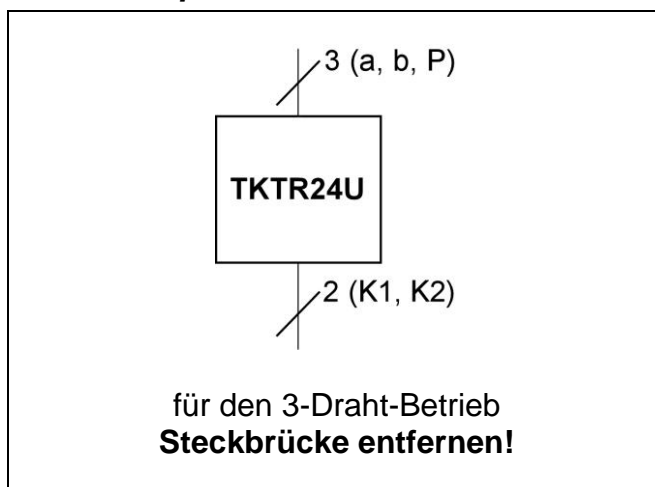 3 (a, b, P)
TKTR24U
2 (K1, K2)
für den 3-Draht-Betrieb
Steckbrücke entfernen!